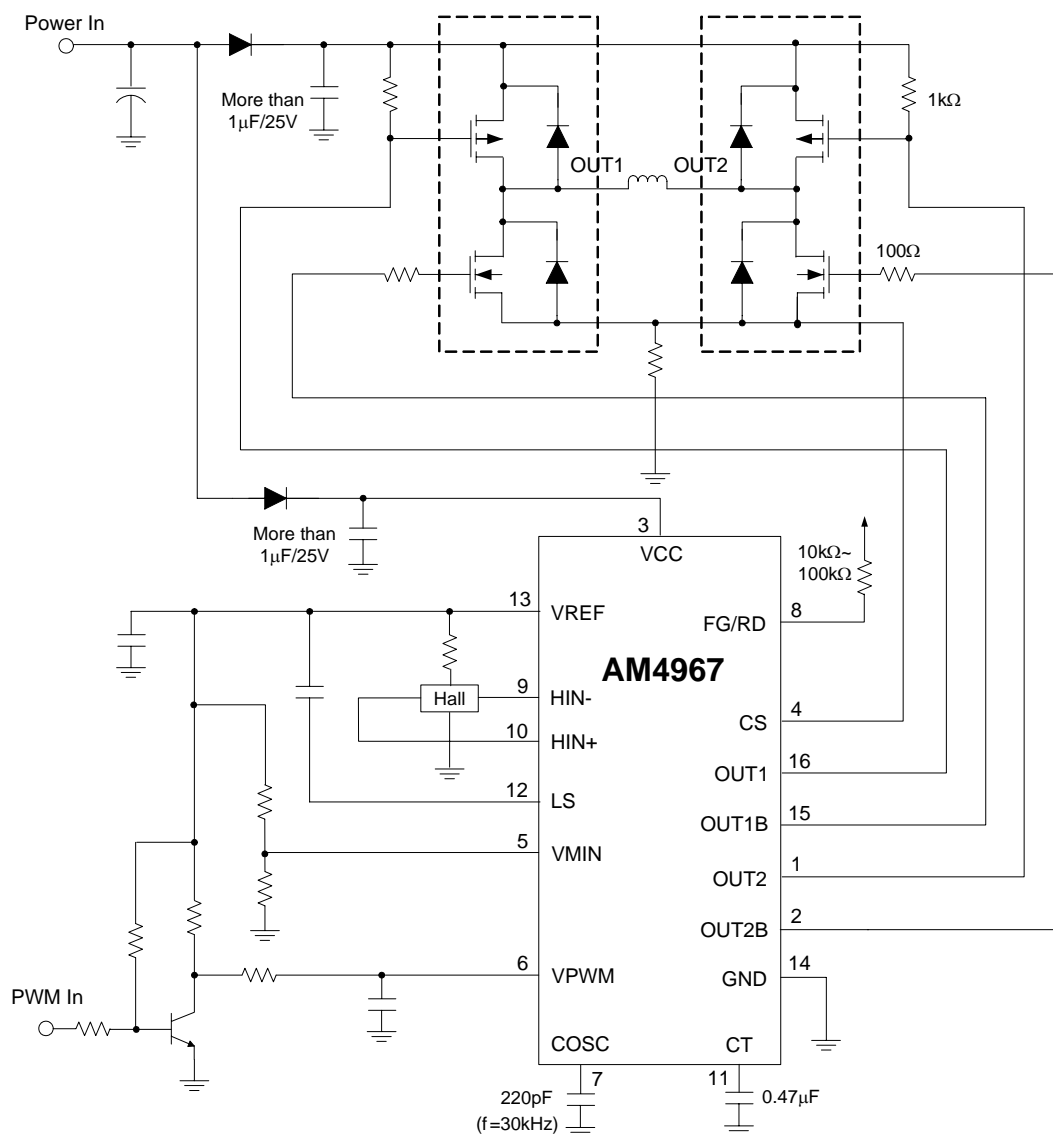 Power In
More than
1μF/25V
1kΩ
OUT1
OUT2
100Ω
More than
1μF/25V
3
VCC
10kΩ~
100kΩ
13
VREF
8
FG/RD
AM4967
Hall
9
HIN-
4
CS
10
HIN+
16
OUT1
12
LS
15
OUT1B
5
VMIN
1
OUT2
2
OUT2B
6
VPWM
14
GND
PWM In
COSC
CT
7
11
220pF
(f=30kHz)
0.47μF